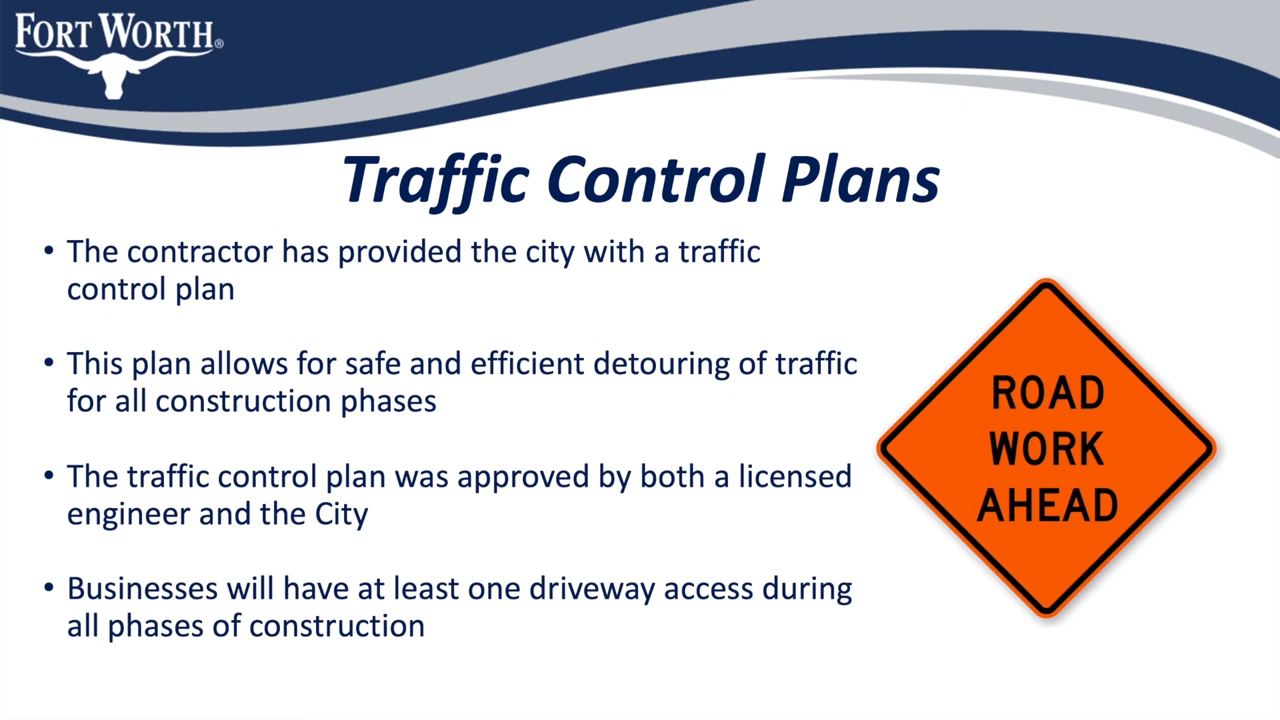 FORT WORTH®
Traffic Control Plans
• The contractor has provided the city with a traffic
control plan
• This plan allows for safe and efficient detouring of traffic
for all construction phases
• The traffic control plan was approved by both a licensed
engineer and the City
• Businesses will have at least one driveway access during
all phases of construction
ROAD
WORK
AHEAD